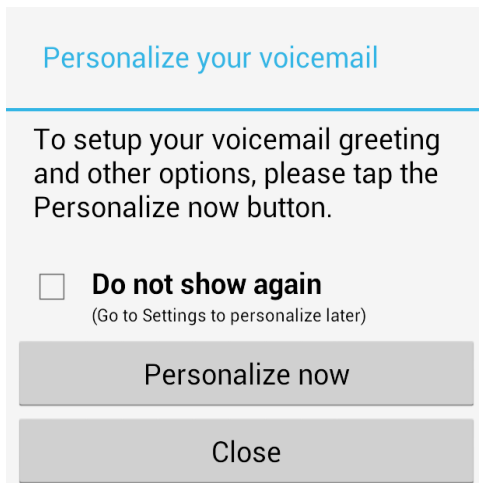 Personalize your voicemail
To setup your voicemail greeting
and other options, please tap the
Personalize now button.
Do not show again
(Go to Settings to personalize later)
Personalize now
Close